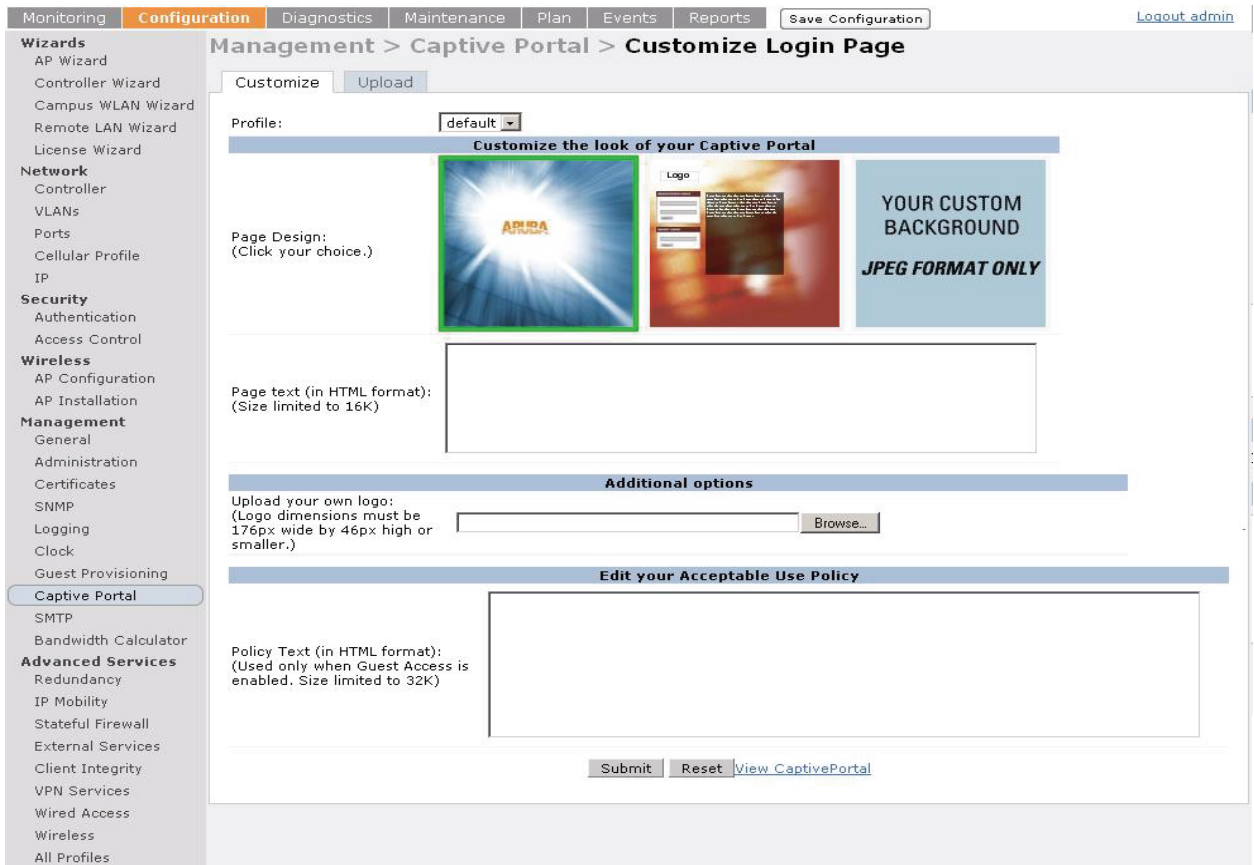 Monitoring Configuration Diagnostics Maintenance Plan Events Reports Save Configuration Logout admin
Wizards
AP Wizard
Controller Wizard
Campus WLAN Wizard
Remote LAN Wizard
License Wizard
Network
Controller
VLANs
Ports
Cellular Profile
IP
Security
Authentication
Access Control
Wireless
AP Configuration
AP Installation
Management
General
Administration
Certificates
SNMP
Logging
Clock
Guest Provisioning
Captive Portal
SMTP
Bandwidth Calculator
Advanced Services
Redundancy
IP Mobility
Stateful Firewall
External Services
Client Integrity
VPN Services
Wired Access
Wireless
All Profiles
Management > Captive Portal > Customize Login Page
Customize Upload
Profile: default
Customize the look of your Captive Portal
Page Design:
(Click your choice.)
ARUBA
Logo
YOUR CUSTOM
BACKGROUND
JPEG FORMAT ONLY
Page text (in HTML format):
(Size limited to 16K)
Additional options
Upload your own logo:
(Logo dimensions must be
176px wide by 46px high or
smaller.)
Browse...
Edit your Acceptable Use Policy
Policy Text (in HTML format):
(Used only when Guest Access is
enabled. Size limited to 32K)
Submit Reset View CaptivePortal